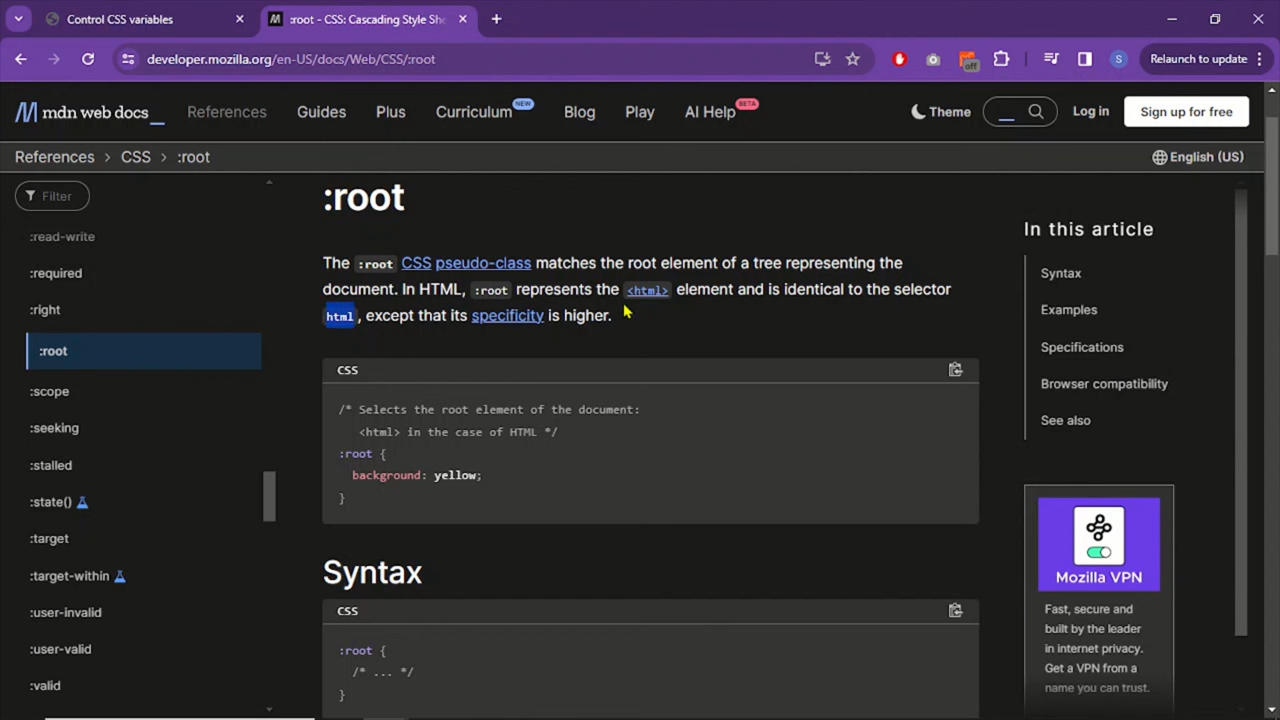 Control CSS variables
:root - CSS: Cascading Style She
developer.mozilla.org/en-US/docs/Web/CSS/:root
off
S
Relaunch to update
mdn web docs
References
Guides
Plus
Curriculum NEW
Blog
Play
AI Help BETA
Theme
Log in
Sign up for free
References > CSS > :root
English (US)
Filter
:read-write
:required
:right
:root
:scope
:seeking
:stalled
:state()
:target
:target-within
:user-invalid
:user-valid
:valid
:root
The :root CSS pseudo-class matches the root element of a tree representing the
document. In HTML, :root represents the <html> element and is identical to the selector
html, except that its specificity is higher.
CSS
/* Selects the root element of the document:
<html> in the case of HTML */
:root {
background: yellow;
}
Syntax
CSS
:root {
/* ... */
}
In this article
Syntax
Examples
Specifications
Browser compatibility
See also
Mozilla VPN
Fast, secure and
built by the leader
in internet privacy.
Get a VPN from a
name you can trust.